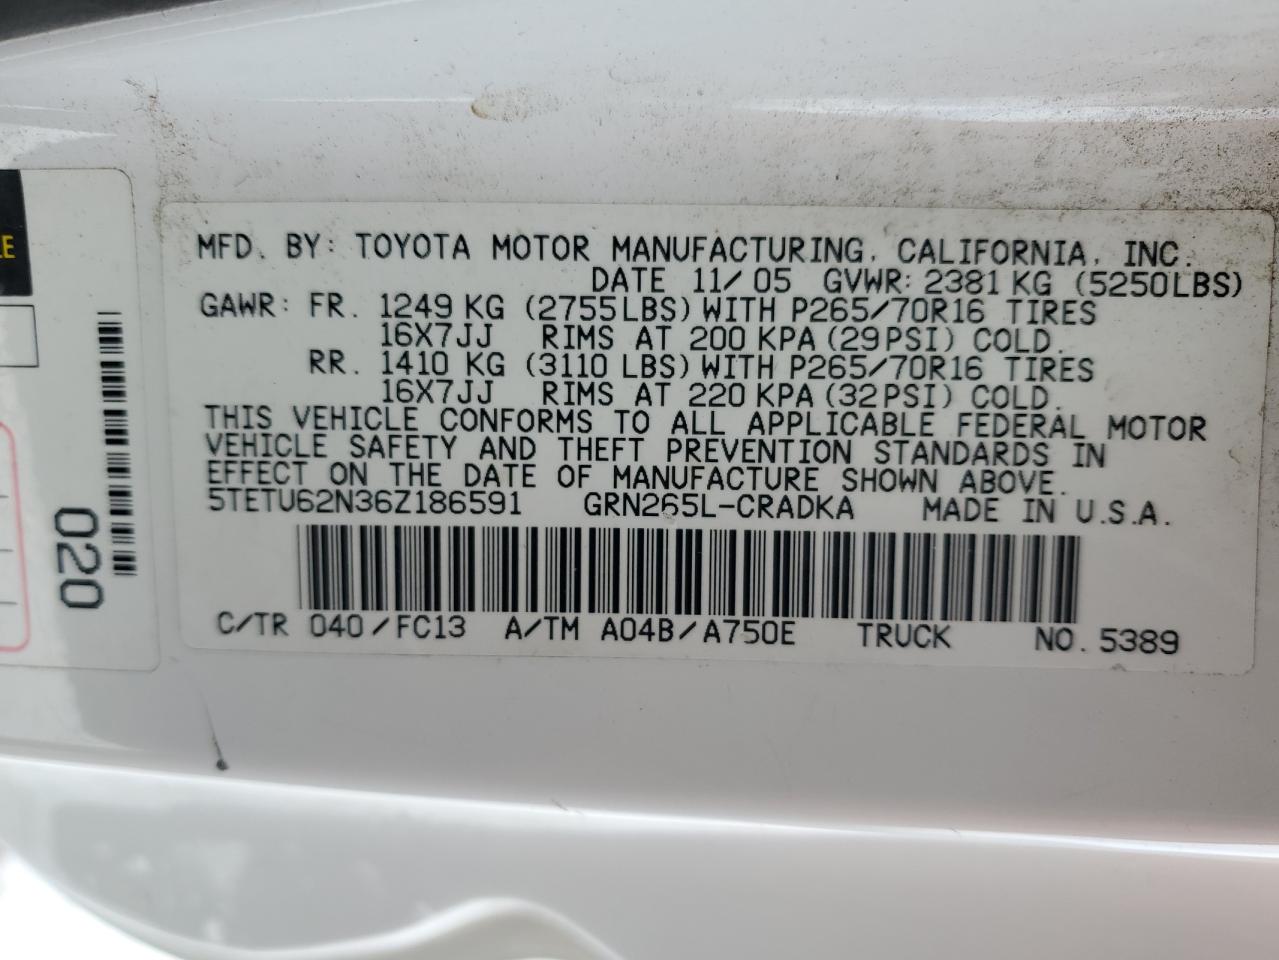 LE
020
MFD. BY: TOYOTA MOTOR MANUFACTURING, CALIFORNIA, INC.
DATE 11/05 GVWR: 2381 KG (5250LBS)
GAWR: FR. 1249 KG (2755LBS) WITH P265/70R16 TIRES
16X7JJ RIMS AT 200 KPA (29PSI) COLD.
RR. 1410 KG (3110 LBS) WITH P265/70R16 TIRES
16X7JJ RIMS AT 220 KPA (32PSI) COLD.
THIS VEHICLE CONFORMS TO ALL APPLICABLE FEDERAL MOTOR
VEHICLE SAFETY AND THEFT PREVENTION STANDARDS IN
EFFECT ON THE DATE OF MANUFACTURE SHOWN ABOVE.
5TETU62N36Z186591 GRN265L-CRADKA MADE IN U.S.A.
C/TR 040/FC13 A/TM A04B/A750E TRUCK NO. 5389